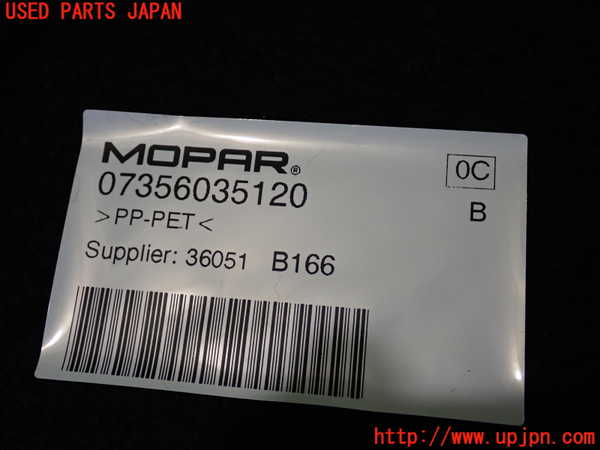 USED PARTS JAPAN
MOPAR®
0C
07356035120
B
>PP-PET<
Supplier: 36051 B166
http://www.upjpn.com/